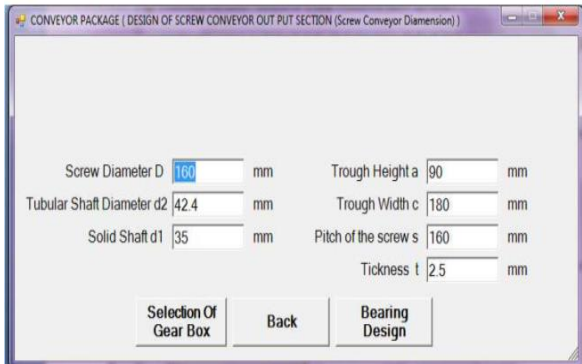 CONVEYOR PACKAGE ( DESIGN OF SCREW CONVEYOR OUT PUT SECTION (Screw Conveyor Diamension) )
Screw Diameter D 160 mm
Trough Height a 90 mm
Tubular Shaft Diameter d2 42.4 mm
Trough Width c 180 mm
Solid Shaft d1 35 mm
Pitch of the screw s 160 mm
Tickness t 2.5 mm
Selection Of
Gear Box
Back
Bearing
Design